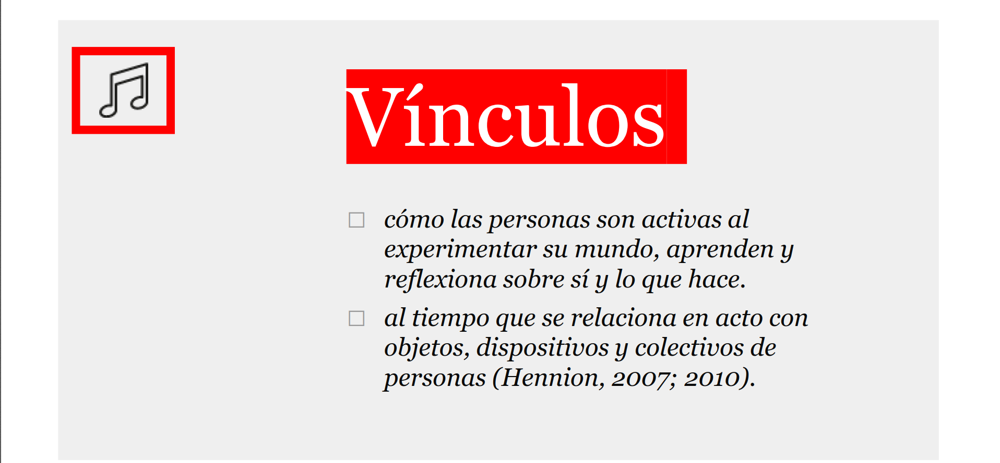 Vínculos
cómo las personas son activas al
experimentar su mundo, aprenden y
reflexiona sobre sí y lo que hace.
al tiempo que se relaciona en acto con
objetos, dispositivos y colectivos de
personas (Hennion, 2007; 2010).